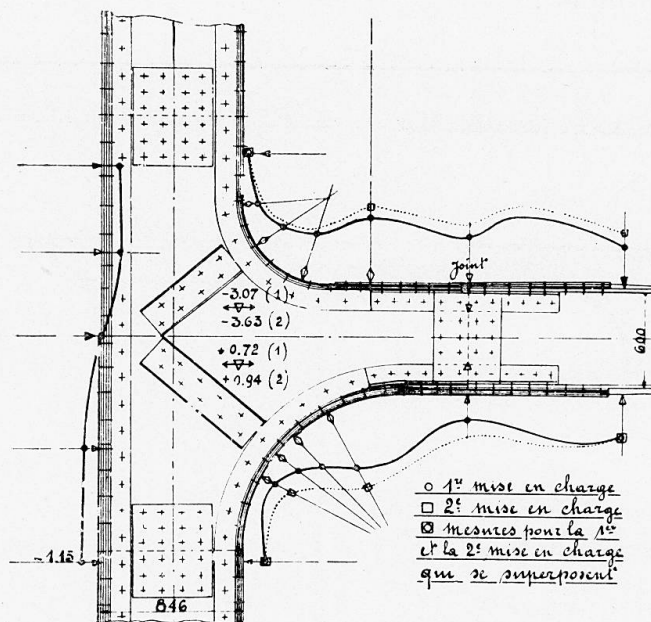 Joint
-3.07 (1)
-3.63 (2)
+0.72 (1)
+0.94 (2)
600
-1.15
846
1re mise en charge
2e mise en charge
mesures pour la 1re
et la 2e mise en charge
qui se superposent